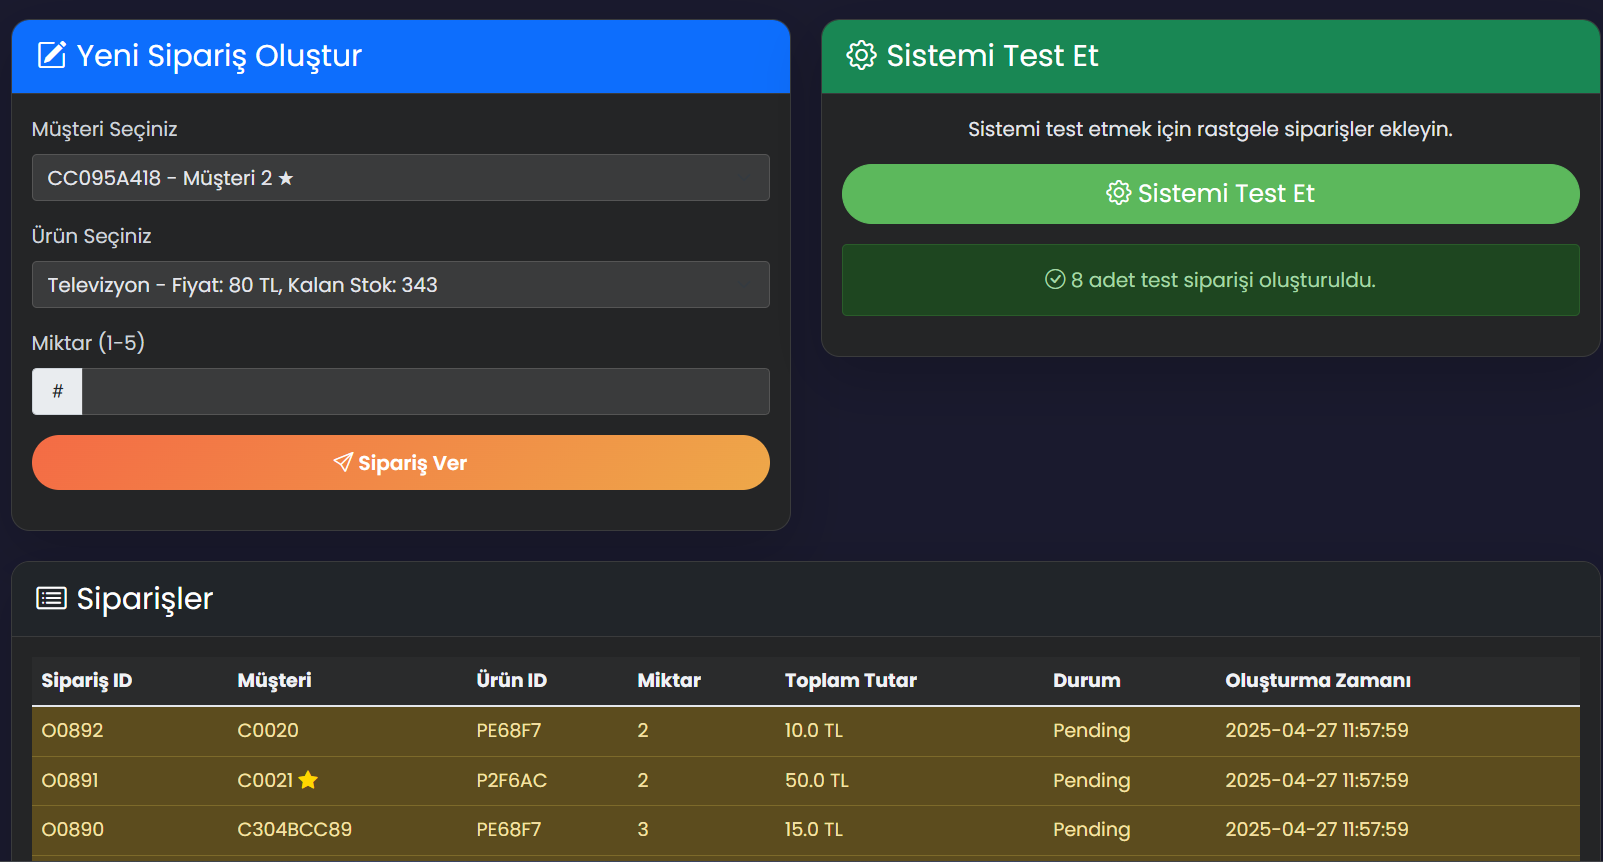 Yeni Sipariş Oluştur
Müşteri Seçiniz
CC095A418 - Müşteri 2 ★
Ürün Seçiniz
Televizyon - Fiyat: 80 TL, Kalan Stok: 343
Miktar (1-5)
#
Sipariş Ver
Sistemi Test Et
Sistemi test etmek için rastgele siparişler ekleyin.
Sistemi Test Et
8 adet test siparişi oluşturuldu.
Siparişler
Sipariş ID Müşteri Ürün ID Miktar Toplam Tutar Durum Oluşturma Zamanı
O0892 C0020 PE68F7 2 10.0 TL Pending 2025-04-27 11:57:59
O0891 C0021 ⭐ P2F6AC 2 50.0 TL Pending 2025-04-27 11:57:59
O0890 C304BCC89 PE68F7 3 15.0 TL Pending 2025-04-27 11:57:59